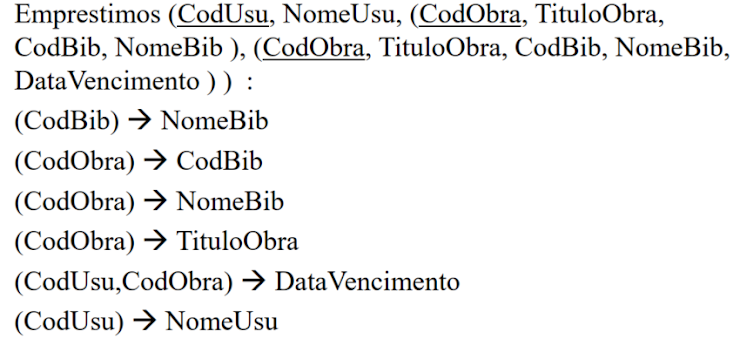 Emprestimos (CodUsu, NomeUsu, (CodObra, TituloObra,
CodBib, NomeBib ), (CodObra, TituloObra, CodBib, NomeBib,
DataVencimento ) )  :
(CodBib) → NomeBib
(CodObra) → CodBib
(CodObra) → NomeBib
(CodObra) → TituloObra
(CodUsu,CodObra) → DataVencimento
(CodUsu) → NomeUsu